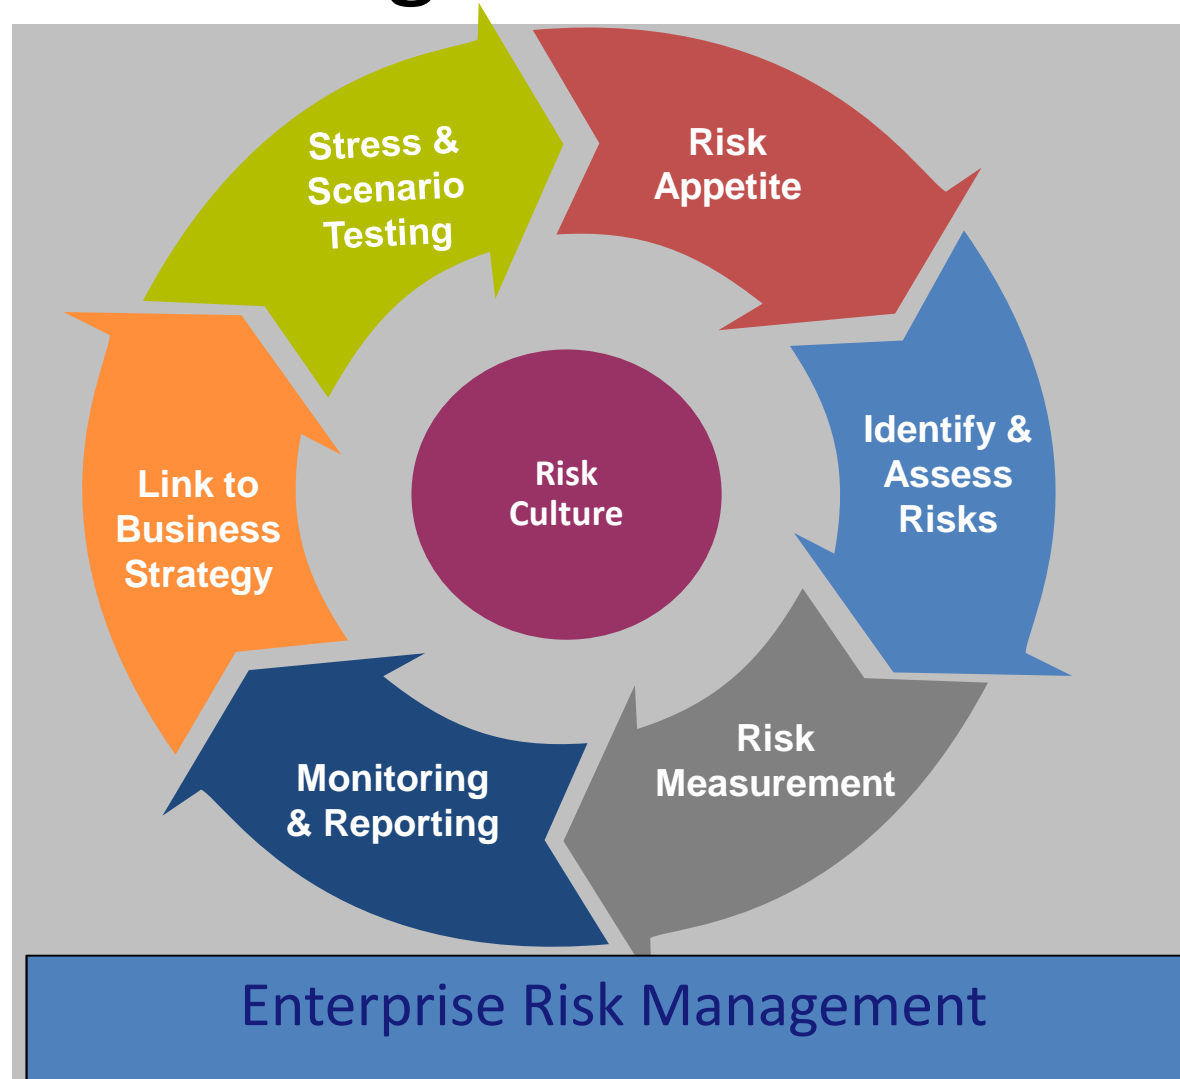 Stress &
Scenario
Testing
Risk
Appetite
Identify &
Assess
Risks
Risk
Measurement
Monitoring
& Reporting
Link to
Business
Strategy
Risk
Culture
Enterprise Risk Management